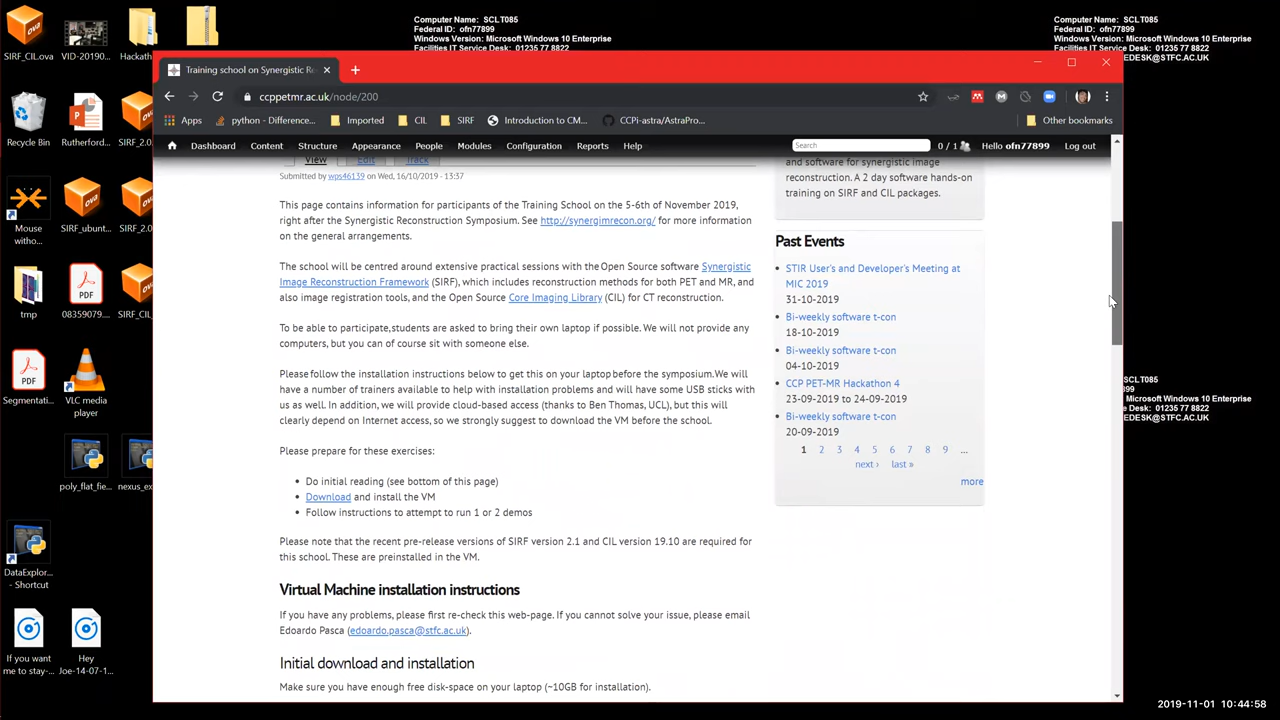 Computer Name: SCLT085
Federal ID: ofn77899
Windows Version: Microsoft Windows 10 Enterprise
Facilities IT Service Desk: 01235 77 8822
Computer Name: SCLT085
Federal ID: ofn77899
Windows Version: Microsoft Windows 10 Enterprise
Facilities IT Service Desk: 01235 77 8822
EDESK@STFC.AC.UK
SIRF_CIL.ova
VID-20190...
Hackath
Recycle Bin
Rutherford...
SIRF_2.0
Mouse
witho...
SIRF_ubunt...
SIRF_2.0
tmp
08359079...
SIRF_CIL
Segmentati...
VLC media
player
poly_flat_fie...
nexus_ex
DataExplor...
- Shortcut
If you want
me to stay-...
Hey
Joe-14-07-1...
Training school on Synergistic Re
ccppetmr.ac.uk/node/200
Apps
python - Difference...
Imported
CIL
SIRF
Introduction to CM...
CCPi-astra/AstraPro...
Other bookmarks
Dashboard
Content
Structure
Appearance
People
Modules
Configuration
Reports
Help
Search
0 / 1
Hello ofn77899
Log out
View
Edit
Track
Submitted by wps46139 on Wed, 16/10/2019 - 13:37
This page contains information for participants of the Training School on the 5-6th of November 2019,
right after the Synergistic Reconstruction Symposium. See http://synergimrecon.org/ for more information
on the general arrangements.
The school will be centred around extensive practical sessions with the Open Source software Synergistic
Image Reconstruction Framework (SIRF), which includes reconstruction methods for both PET and MR, and
also image registration tools, and the Open Source Core Imaging Library (CIL) for CT reconstruction.
To be able to participate,students are asked to bring their own laptop if possible. We will not provide any
computers, but you can of course sit with someone else.
Please follow the installation instructions below to get this on your laptop before the symposium. We will
have a number of trainers available to help with installation problems and will have some USB sticks with
us as well. In addition, we will provide cloud-based access (thanks to Ben Thomas, UCL), but this will
clearly depend on Internet access, so we strongly suggest to download the VM before the school.
Please prepare for these exercises:
• Do initial reading (see bottom of this page)
• Download and install the VM
• Follow instructions to attempt to run 1 or 2 demos
Please note that the recent pre-release versions of SIRF version 2.1 and CIL version 19.10 are required for
this school. These are preinstalled in the VM.
Virtual Machine installation instructions
If you have any problems, please first re-check this web-page. If you cannot solve your issue, please email
Edoardo Pasca (edoardo.pasca@stfc.ac.uk).
Initial download and installation
Make sure you have enough free disk-space on your laptop (~10GB for installation).
and software for synergistic image
reconstruction. A 2 day software hands-on
training on SIRF and CIL packages.
Past Events
• STIR User's and Developer's Meeting at
MIC 2019
31-10-2019
• Bi-weekly software t-con
18-10-2019
• Bi-weekly software t-con
04-10-2019
• CCP PET-MR Hackathon 4
23-09-2019 to 24-09-2019
• Bi-weekly software t-con
20-09-2019
1 2 3 4 5 6 7 8 9 ...
next › last »
more
SCLT085
899
Microsoft Windows 10 Enterprise
e Desk: 01235 77 8822
EDESK@STFC.AC.UK
2019-11-01 10:44:58